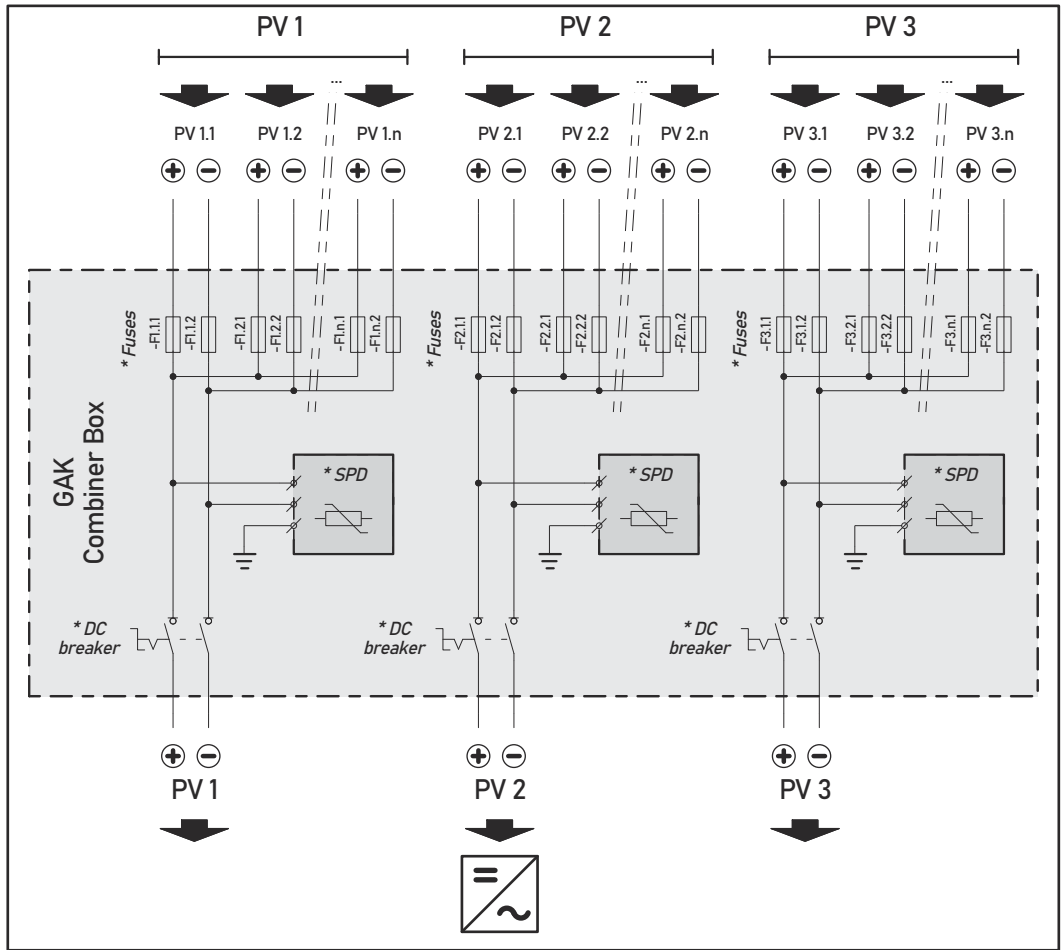 PV 1 PV 2 PV 3
... ... ...
PV 1.1 PV 1.2 PV 1.n PV 2.1 PV 2.2 PV 2.n PV 3.1 PV 3.2 PV 3.n
+ − + − + − + − + − + − + − + − + −
* Fuses -F1.1.1 -F1.1.2 -F1.2.1 -F1.2.2 -F1.n.1 -F1.n.2 * Fuses -F2.1.1 -F2.1.2 -F2.2.1 -F2.2.2 -F2.n.1 -F2.n.2 * Fuses -F3.1.1 -F3.1.2 -F3.2.1 -F3.2.2 -F3.n.1 -F3.n.2
GAK
Combiner Box
* SPD * SPD * SPD
* DC * DC * DC
breaker breaker breaker
+ − + − + −
PV 1 PV 2 PV 3